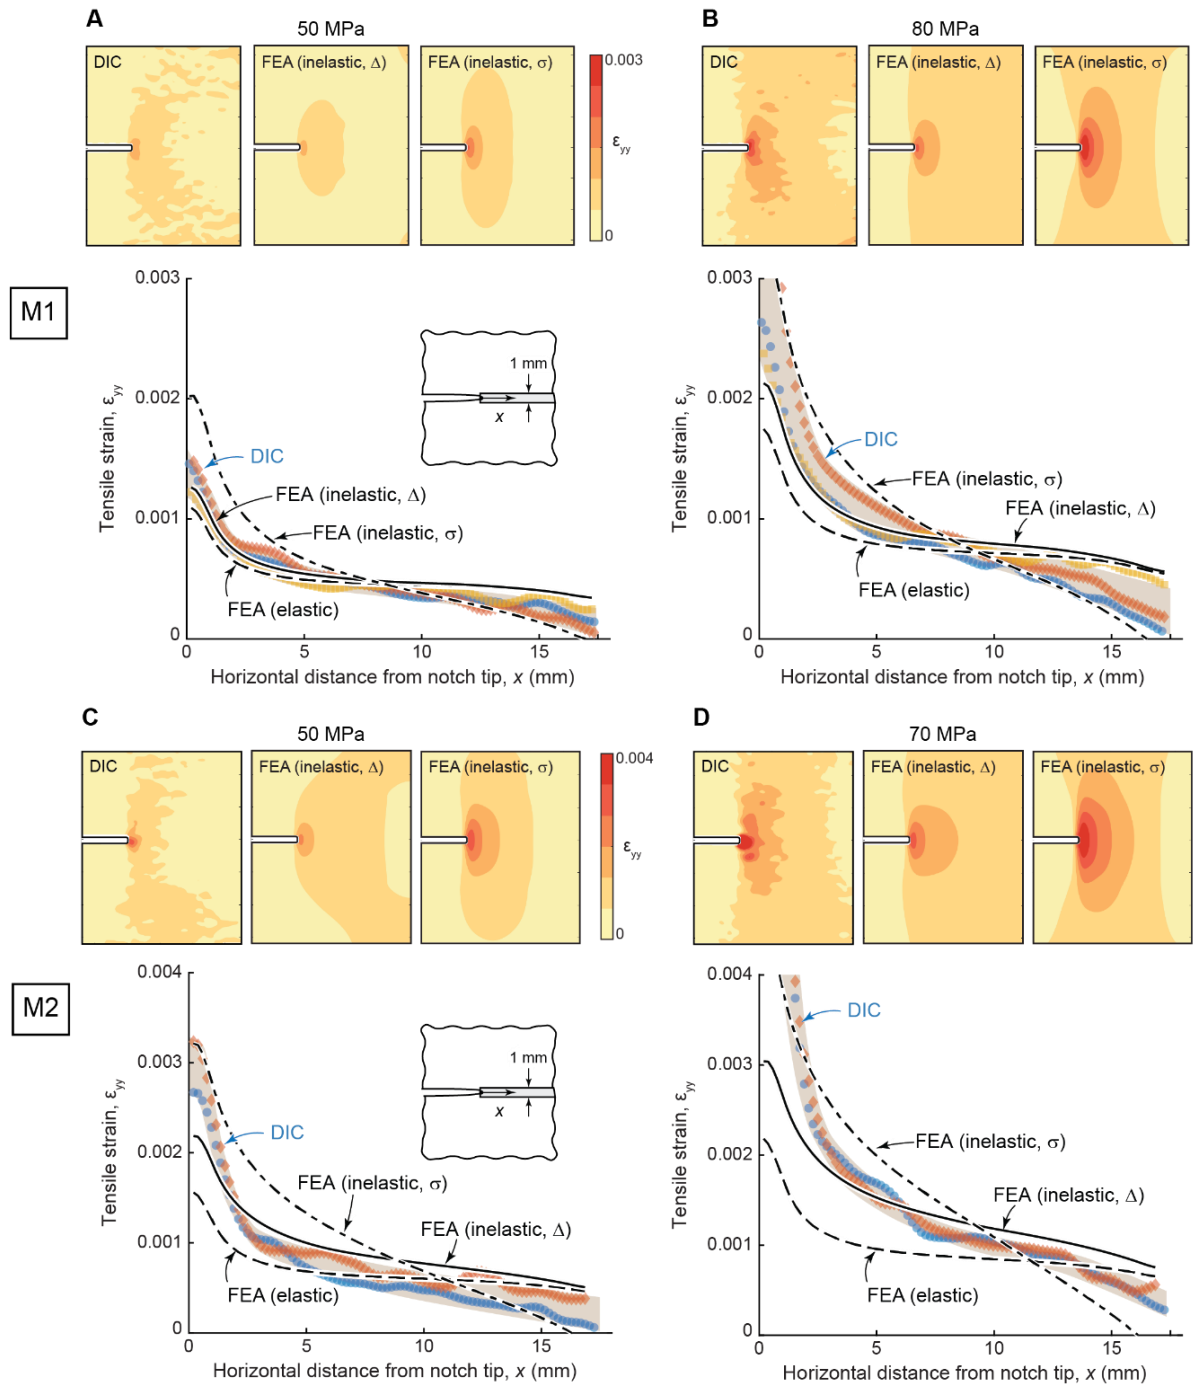 A
50 MPa
DIC
FEA (inelastic, Δ)
FEA (inelastic, σ)
0.003
εyy
0
B
80 MPa
DIC
FEA (inelastic, Δ)
FEA (inelastic, σ)
M1
0.003
0.002
0.001
0
Tensile strain, εyy
1 mm
x
DIC
FEA (inelastic, Δ)
FEA (inelastic, σ)
FEA (elastic)
0
5
10
15
Horizontal distance from notch tip, x (mm)
0.003
0.002
0.001
0
Tensile strain, εyy
DIC
FEA (inelastic, σ)
FEA (inelastic, Δ)
FEA (elastic)
0
5
10
15
Horizontal distance from notch tip, x (mm)
C
50 MPa
DIC
FEA (inelastic, Δ)
FEA (inelastic, σ)
0.004
εyy
0
D
70 MPa
DIC
FEA (inelastic, Δ)
FEA (inelastic, σ)
M2
0.004
0.003
0.002
0.001
0
Tensile strain, εyy
1 mm
x
DIC
FEA (inelastic, σ)
FEA (inelastic, Δ)
FEA (elastic)
0
5
10
15
Horizontal distance from notch tip, x (mm)
0.004
0.003
0.002
0.001
0
Tensile strain, εyy
DIC
FEA (inelastic, σ)
FEA (inelastic, Δ)
FEA (elastic)
0
5
10
15
Horizontal distance from notch tip, x (mm)